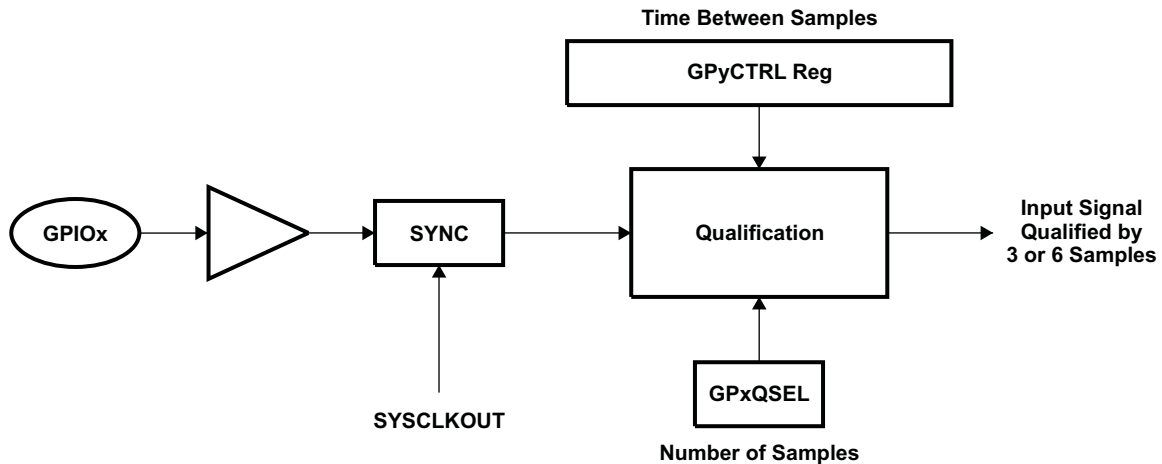 Time Between Samples
GPyCTRL Reg
GPIOx
SYNC
Qualification
Input Signal
Qualified by
3 or 6 Samples
GPxQSEL
SYSCLKOUT
Number of Samples